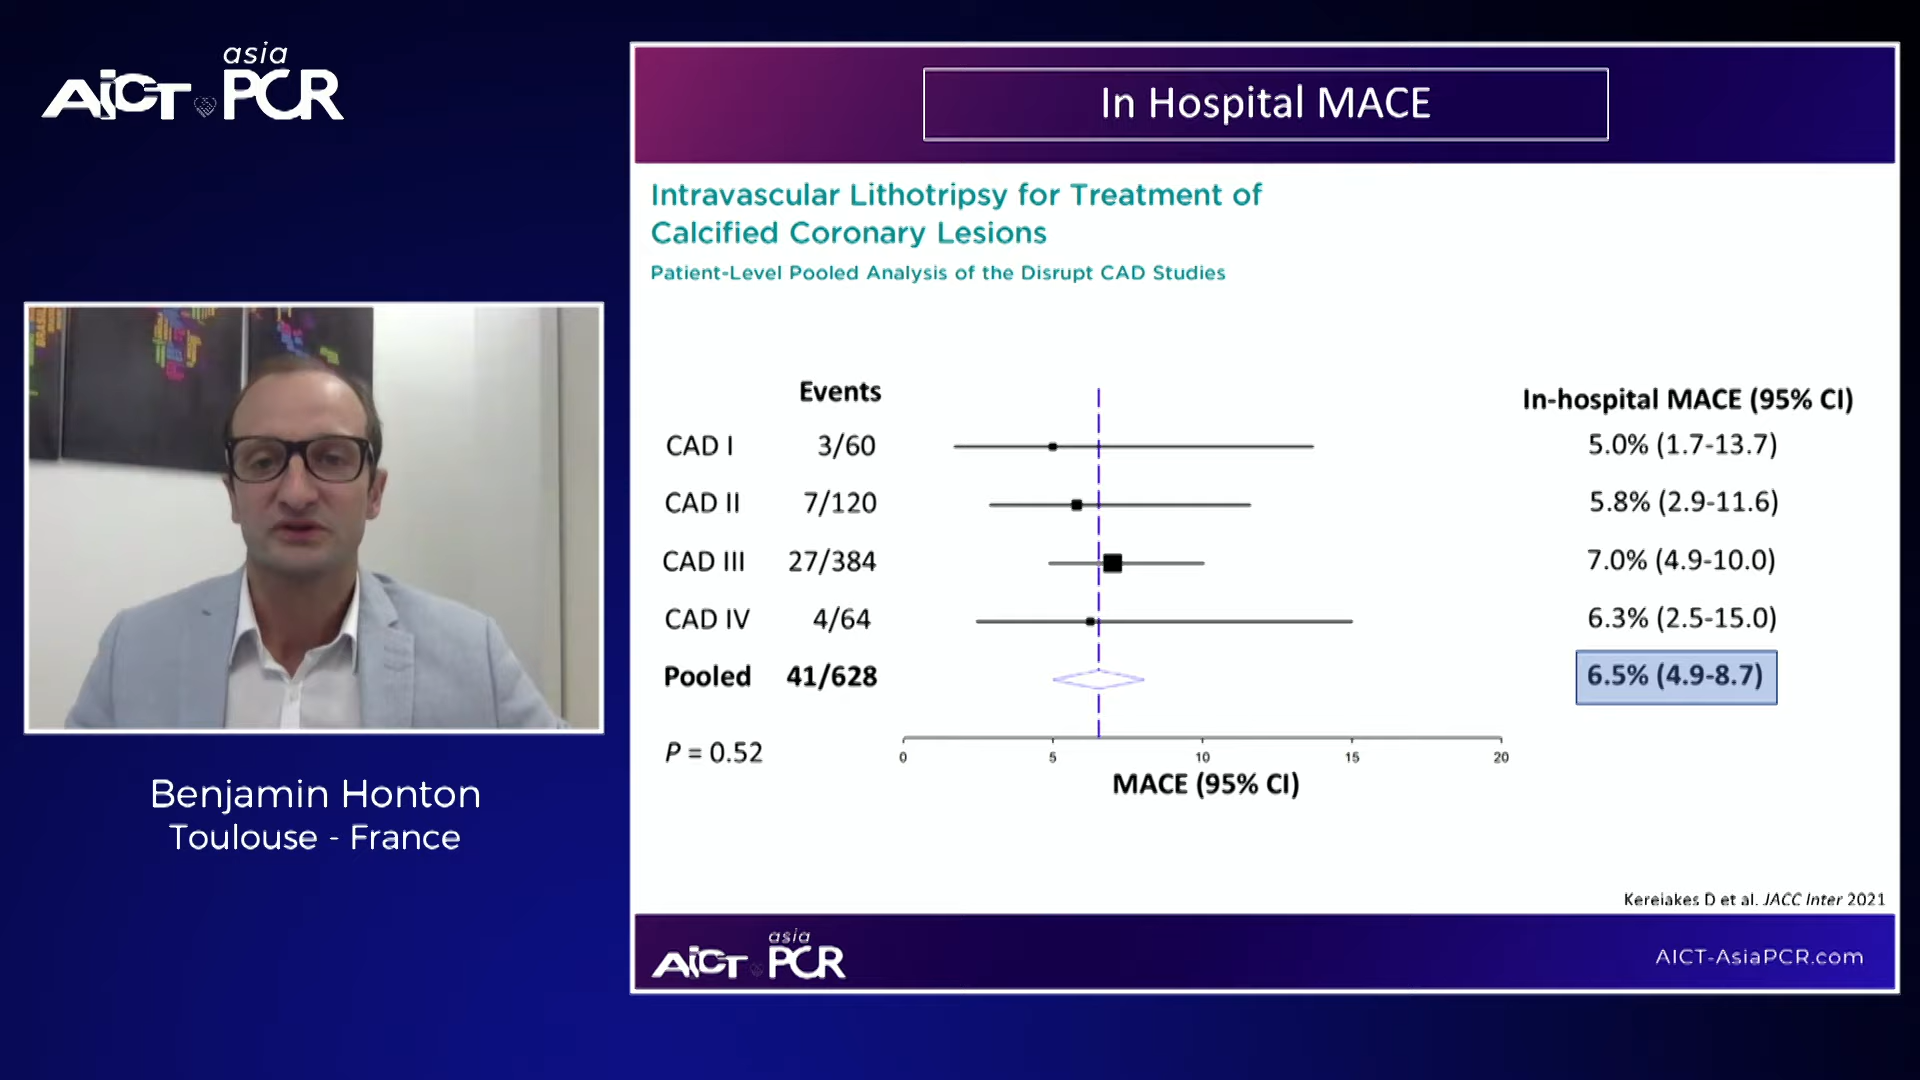 asia
AICT PCR
In Hospital MACE
Intravascular Lithotripsy for Treatment of
Calcified Coronary Lesions
Patient-Level Pooled Analysis of the Disrupt CAD Studies
Events
In-hospital MACE (95% CI)
CAD I 3/60 5.0% (1.7-13.7)
CAD II 7/120 5.8% (2.9-11.6)
CAD III 27/384 7.0% (4.9-10.0)
CAD IV 4/64 6.3% (2.5-15.0)
Pooled 41/628 6.5% (4.9-8.7)
P = 0.52
0 5 10 15 20
MACE (95% CI)
Kereiakes D et al. JACC Inter 2021
asia
AICT PCR
AICT-AsiaPCR.com
Benjamin Honton
Toulouse - France